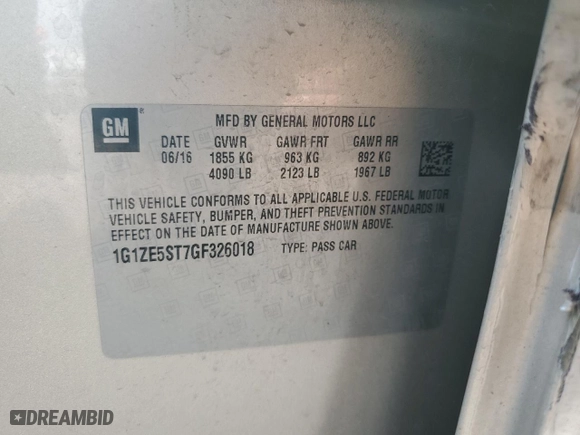 GM
MFD BY GENERAL MOTORS LLC
DATE GVWR GAWR FRT GAWR RR
06/16 1855 KG 963 KG 892 KG
4090 LB 2123 LB 1967 LB
THIS VEHICLE CONFORMS TO ALL APPLICABLE U.S. FEDERAL MOTOR
VEHICLE SAFETY, BUMPER, AND THEFT PREVENTION STANDARDS IN
EFFECT ON THE DATE OF MANUFACTURE SHOWN ABOVE.
1G1ZE5ST7GF326018 TYPE: PASS CAR
DREAMBID